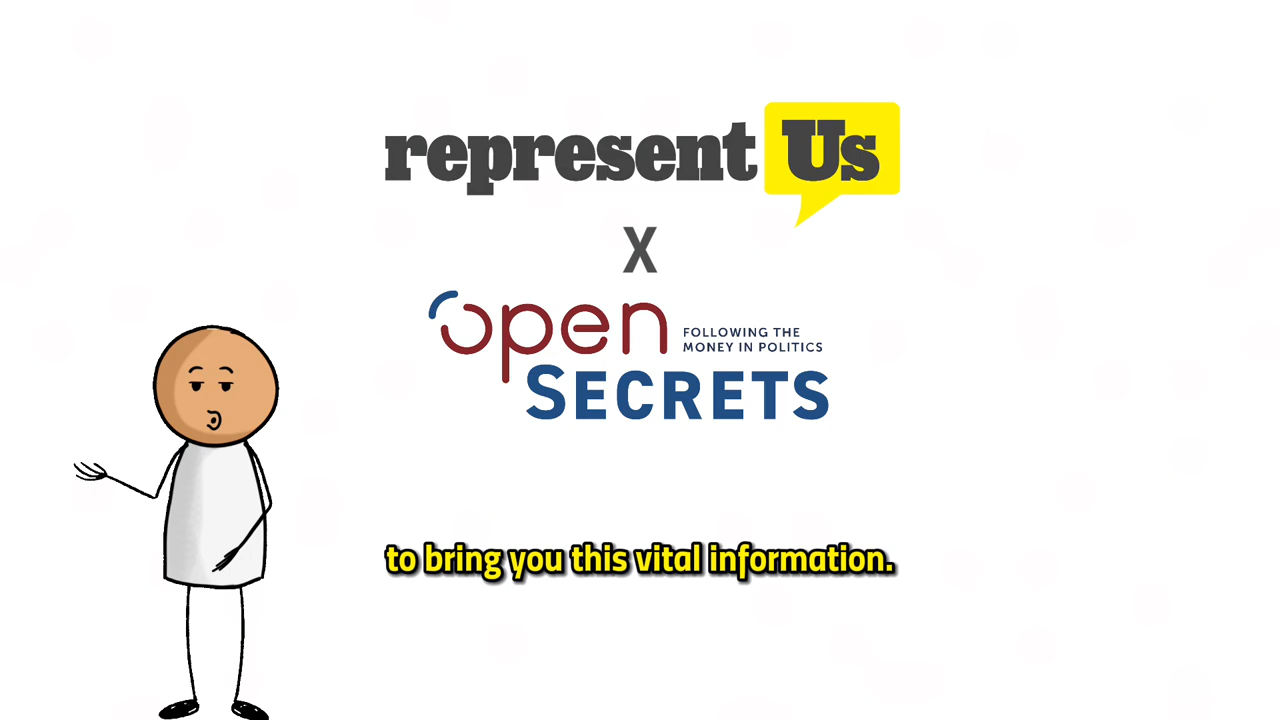 represent Us
X
open
FOLLOWING THE
MONEY IN POLITICS
SECRETS
to bring you this vital information.